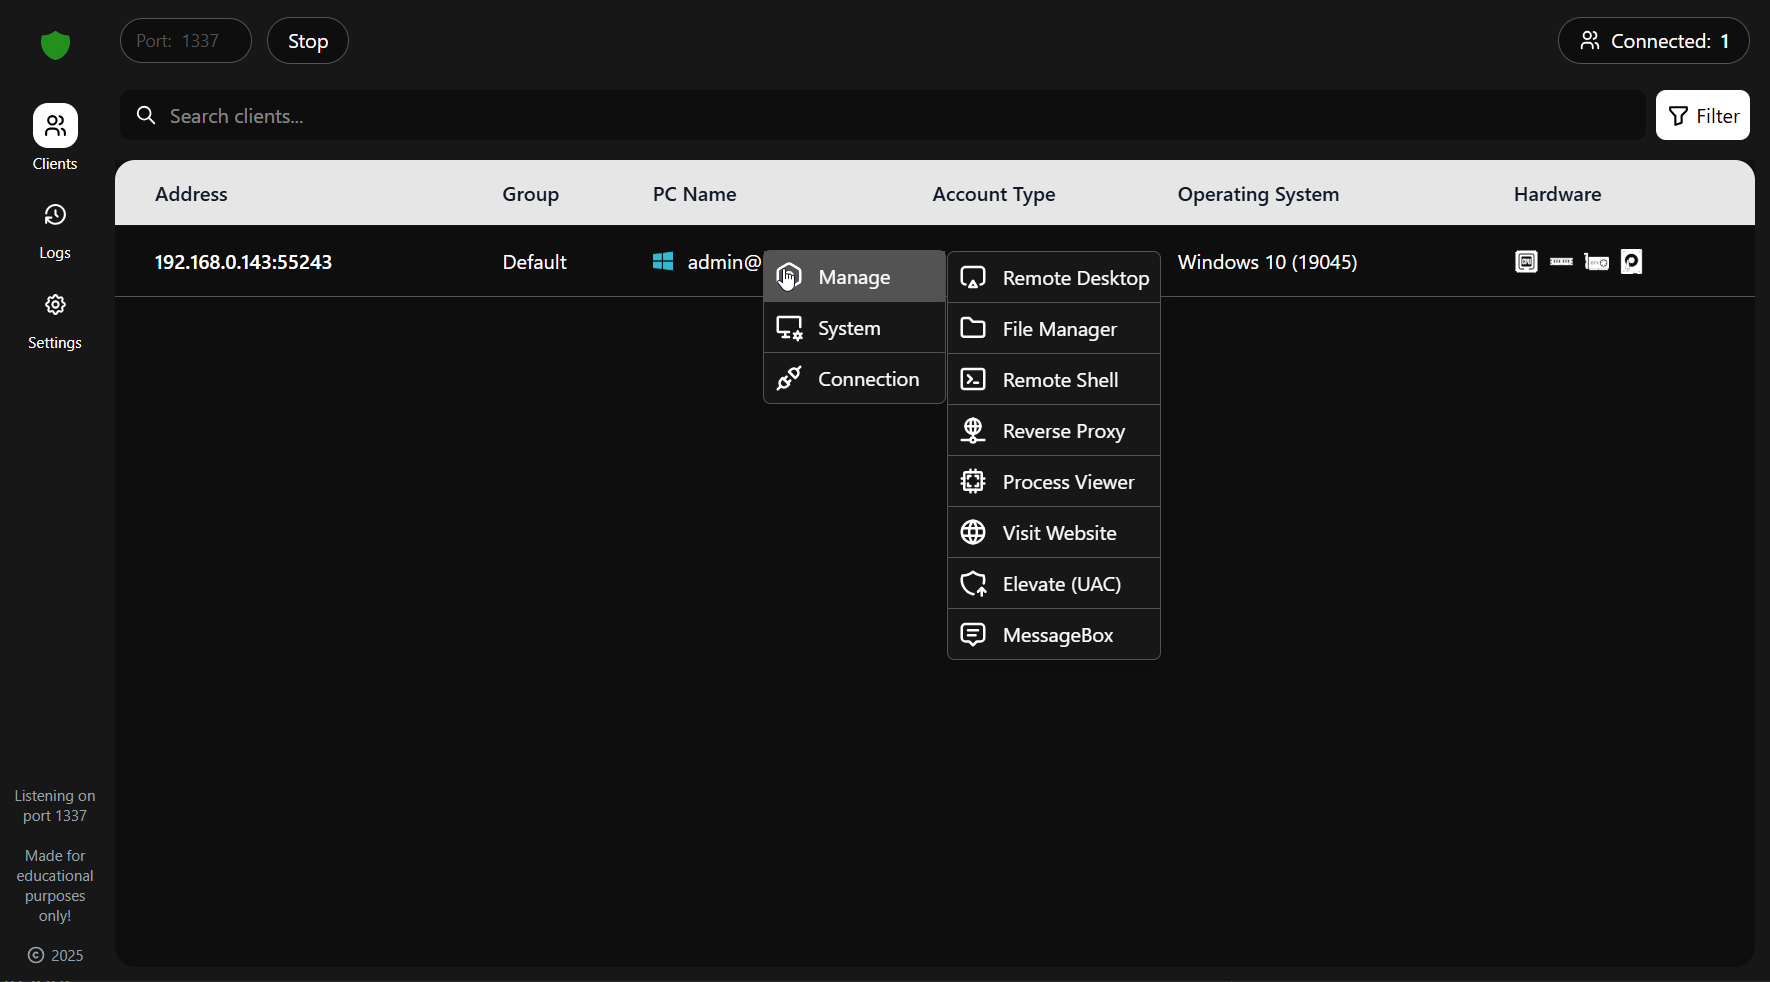 Port: 1337
Stop
Connected: 1
Search clients...
Filter
Clients
Logs
Settings
Address Group PC Name Account Type Operating System Hardware
192.168.0.143:55243 Default admin@ Windows 10 (19045)
Manage
System
Connection
Remote Desktop
File Manager
Remote Shell
Reverse Proxy
Process Viewer
Visit Website
Elevate (UAC)
MessageBox
Listening on
port 1337
Made for
educational
purposes
only!
© 2025